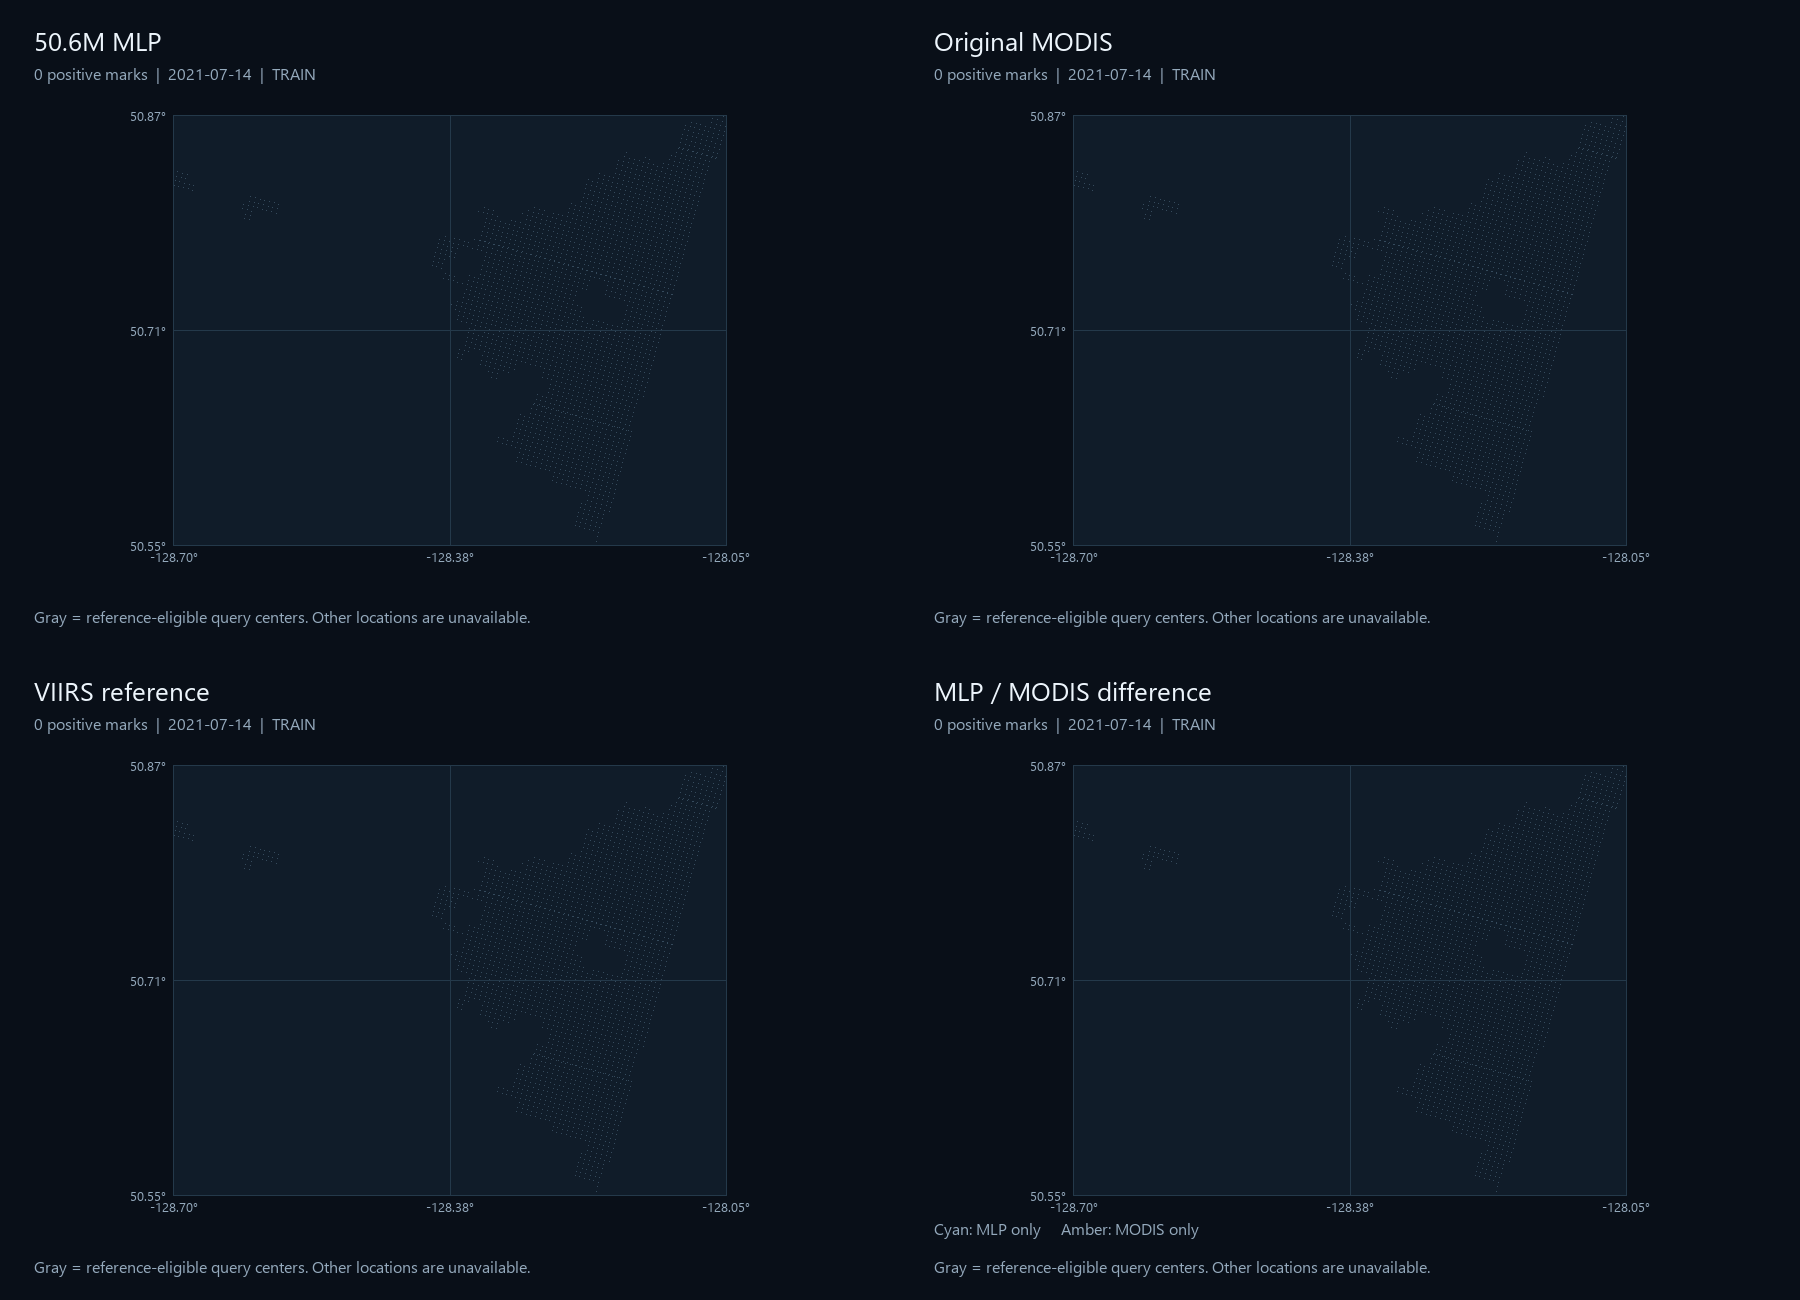 50.6M MLP
0 positive marks | 2021-07-14 | TRAIN
50.87°
50.71°
50.55°
-128.70°
-128.38°
-128.05°
Gray = reference-eligible query centers. Other locations are unavailable.
Original MODIS
0 positive marks | 2021-07-14 | TRAIN
50.87°
50.71°
50.55°
-128.70°
-128.38°
-128.05°
Gray = reference-eligible query centers. Other locations are unavailable.
VIIRS reference
0 positive marks | 2021-07-14 | TRAIN
50.87°
50.71°
50.55°
-128.70°
-128.38°
-128.05°
Gray = reference-eligible query centers. Other locations are unavailable.
MLP / MODIS difference
0 positive marks | 2021-07-14 | TRAIN
50.87°
50.71°
50.55°
-128.70°
-128.38°
-128.05°
Cyan: MLP only Amber: MODIS only
Gray = reference-eligible query centers. Other locations are unavailable.